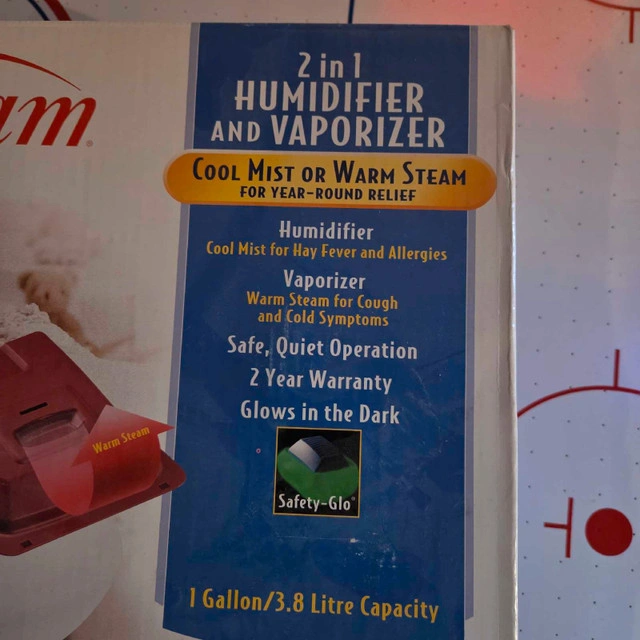 am®
2 in 1
HUMIDIFIER
AND VAPORIZER
COOL MIST OR WARM STEAM
FOR YEAR-ROUND RELIEF
Humidifier
Cool Mist for Hay Fever and Allergies
Vaporizer
Warm Steam for Cough
and Cold Symptoms
Safe, Quiet Operation
2 Year Warranty
Glows in the Dark
Warm Steam
Safety-Glo®
1 Gallon/3.8 Litre Capacity